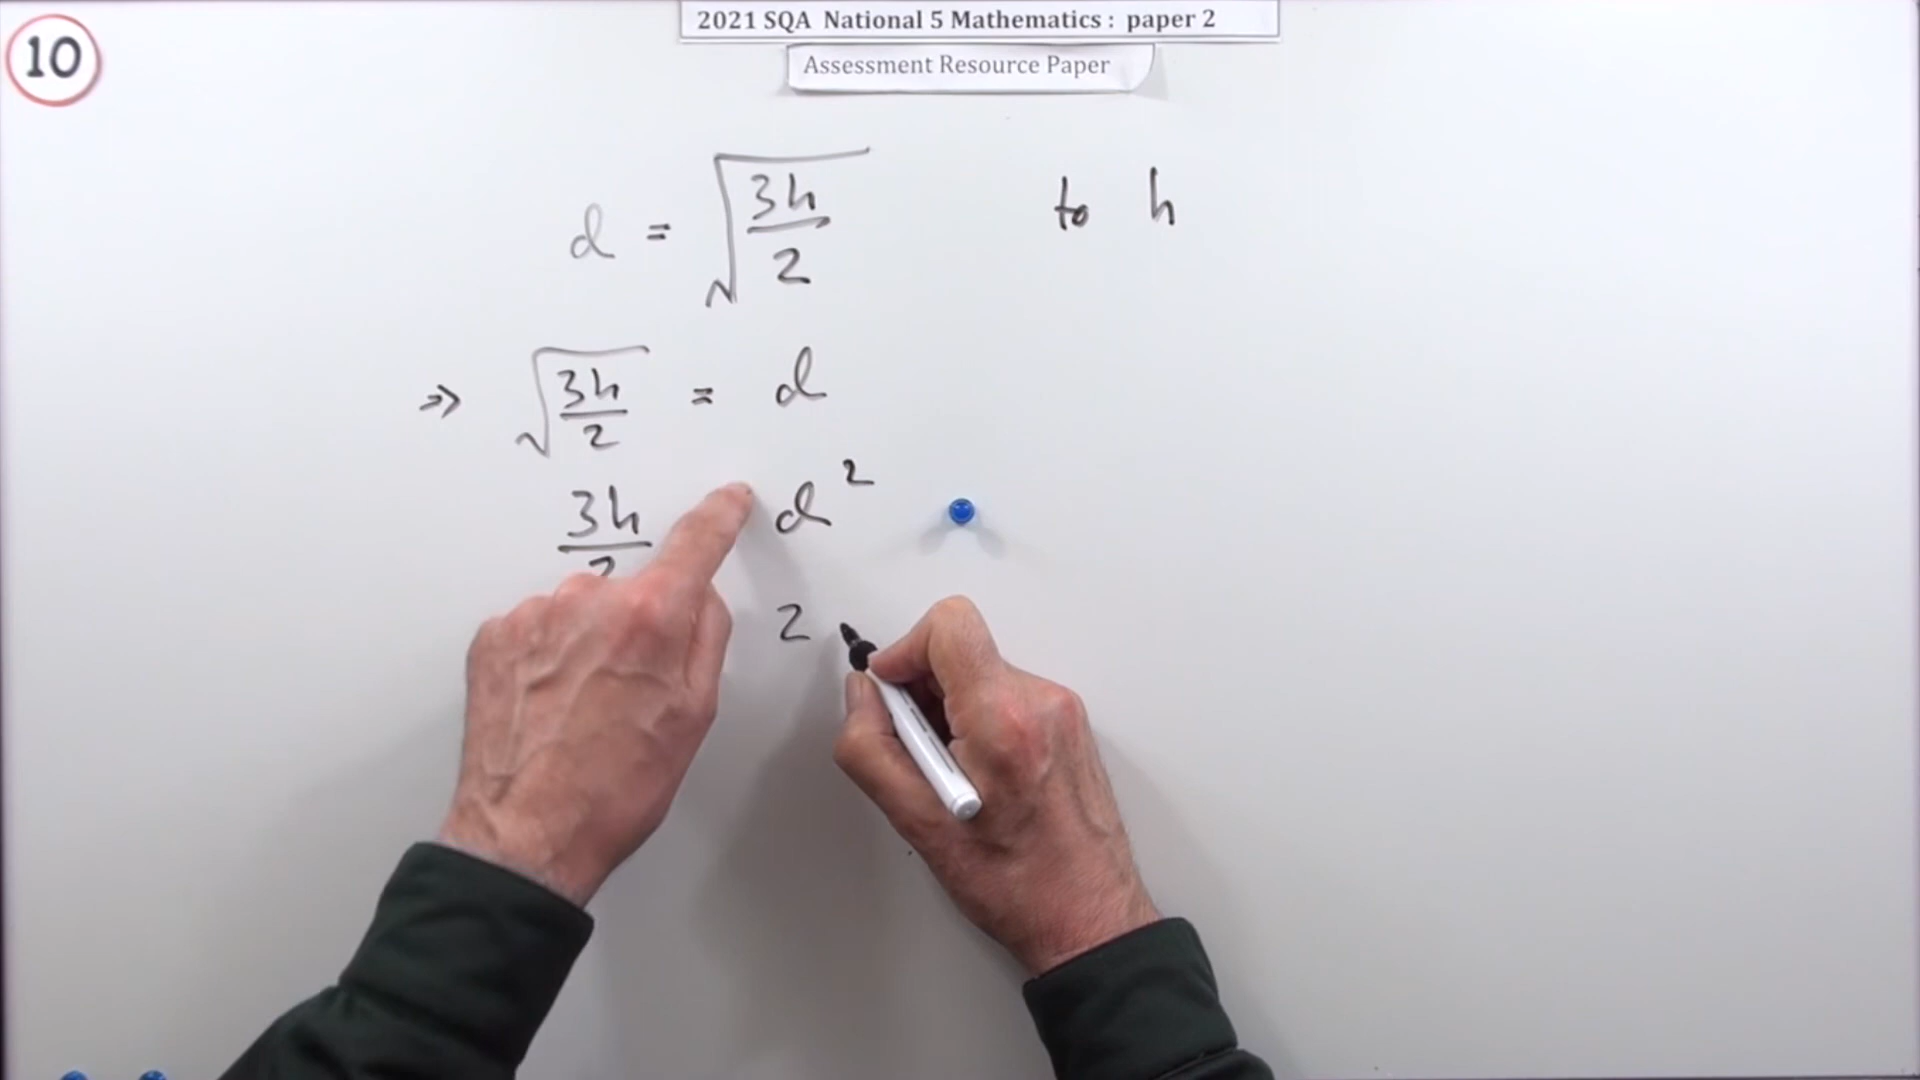 10
2021 SQA National 5 Mathematics : paper 2
Assessment Resource Paper
d = √(3h/2) to h
⇒ √(3h/2) = d
3h/2 d²
2